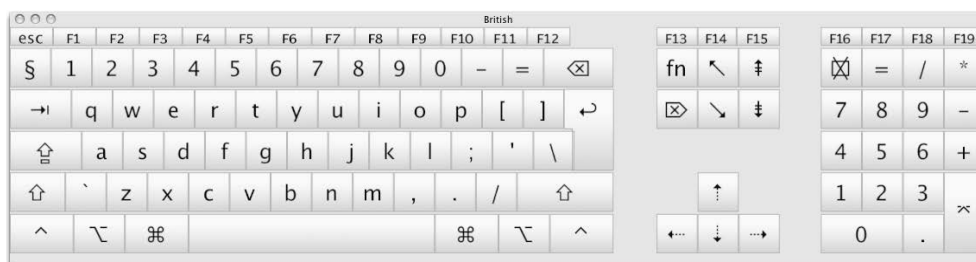 British
esc F1 F2 F3 F4 F5 F6 F7 F8 F9 F10 F11 F12 F13 F14 F15 F16 F17 F18 F19
§ 1 2 3 4 5 6 7 8 9 0 - = ⌫ fn ↖ ⇞ ⌧ = / *
⇥ q w e r t y u i o p [ ] ↩ ⌦ ↘ ⇟ 7 8 9 -
⇪ a s d f g h j k l ; ' \ 4 5 6 +
⇧ ` z x c v b n m , . / ⇧ ⇡ 1 2 3 ⌅
^ ⌥ ⌘ ⌘ ⌥ ^ ⇠ ⇣ ⇢ 0 .